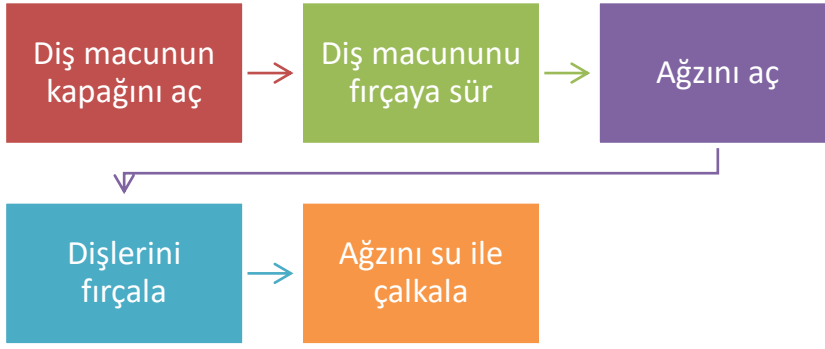 Diş macunun
kapağını aç
Diş macununu
fırçaya sür
Ağzını aç
Dişlerini
fırçala
Ağzını su ile
çalkala